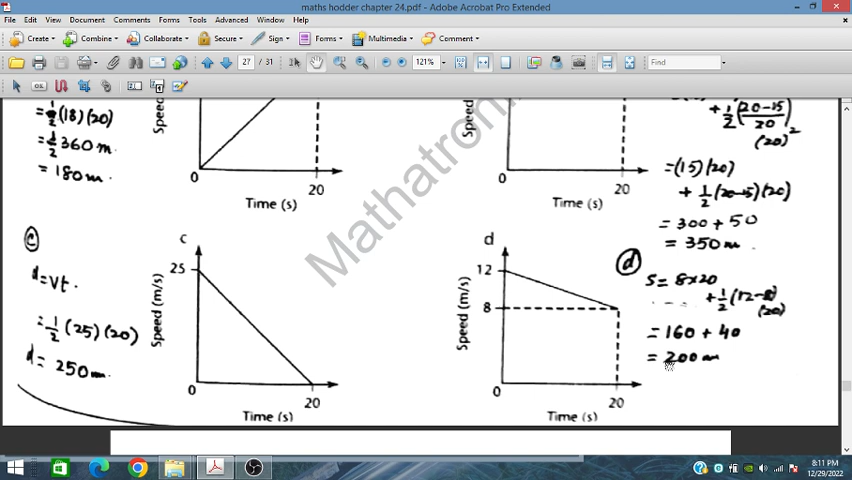 maths hodder chapter 24.pdf - Adobe Acrobat Pro Extended
File Edit View Document Comments Forms Tools Advanced Window Help
Create Combine Collaborate Secure Sign Forms Multimedia Comment
27 / 31 121% Find
= 1/2 (18)(20)
= 1/2 360 m.
= 180 m.
Speed
0
20
Time (s)
Speed
0
20
Time (s)
+ 1/2 (20-15)/20 (20)²
= (15)(20)
+ 1/2 (20-15)(20)
= 300 + 50
= 350 m.
Mathatron
c
d = Vt.
= 1/2 (25)(20)
d = 250 m.
c
25
Speed (m/s)
0
20
Time (s)
d
12
8
Speed (m/s)
0
20
Time (s)
d
S = 8×20
+ 1/2 (12-8)(20)
= 160 + 40
= 200 m
8:11 PM
12/29/2022